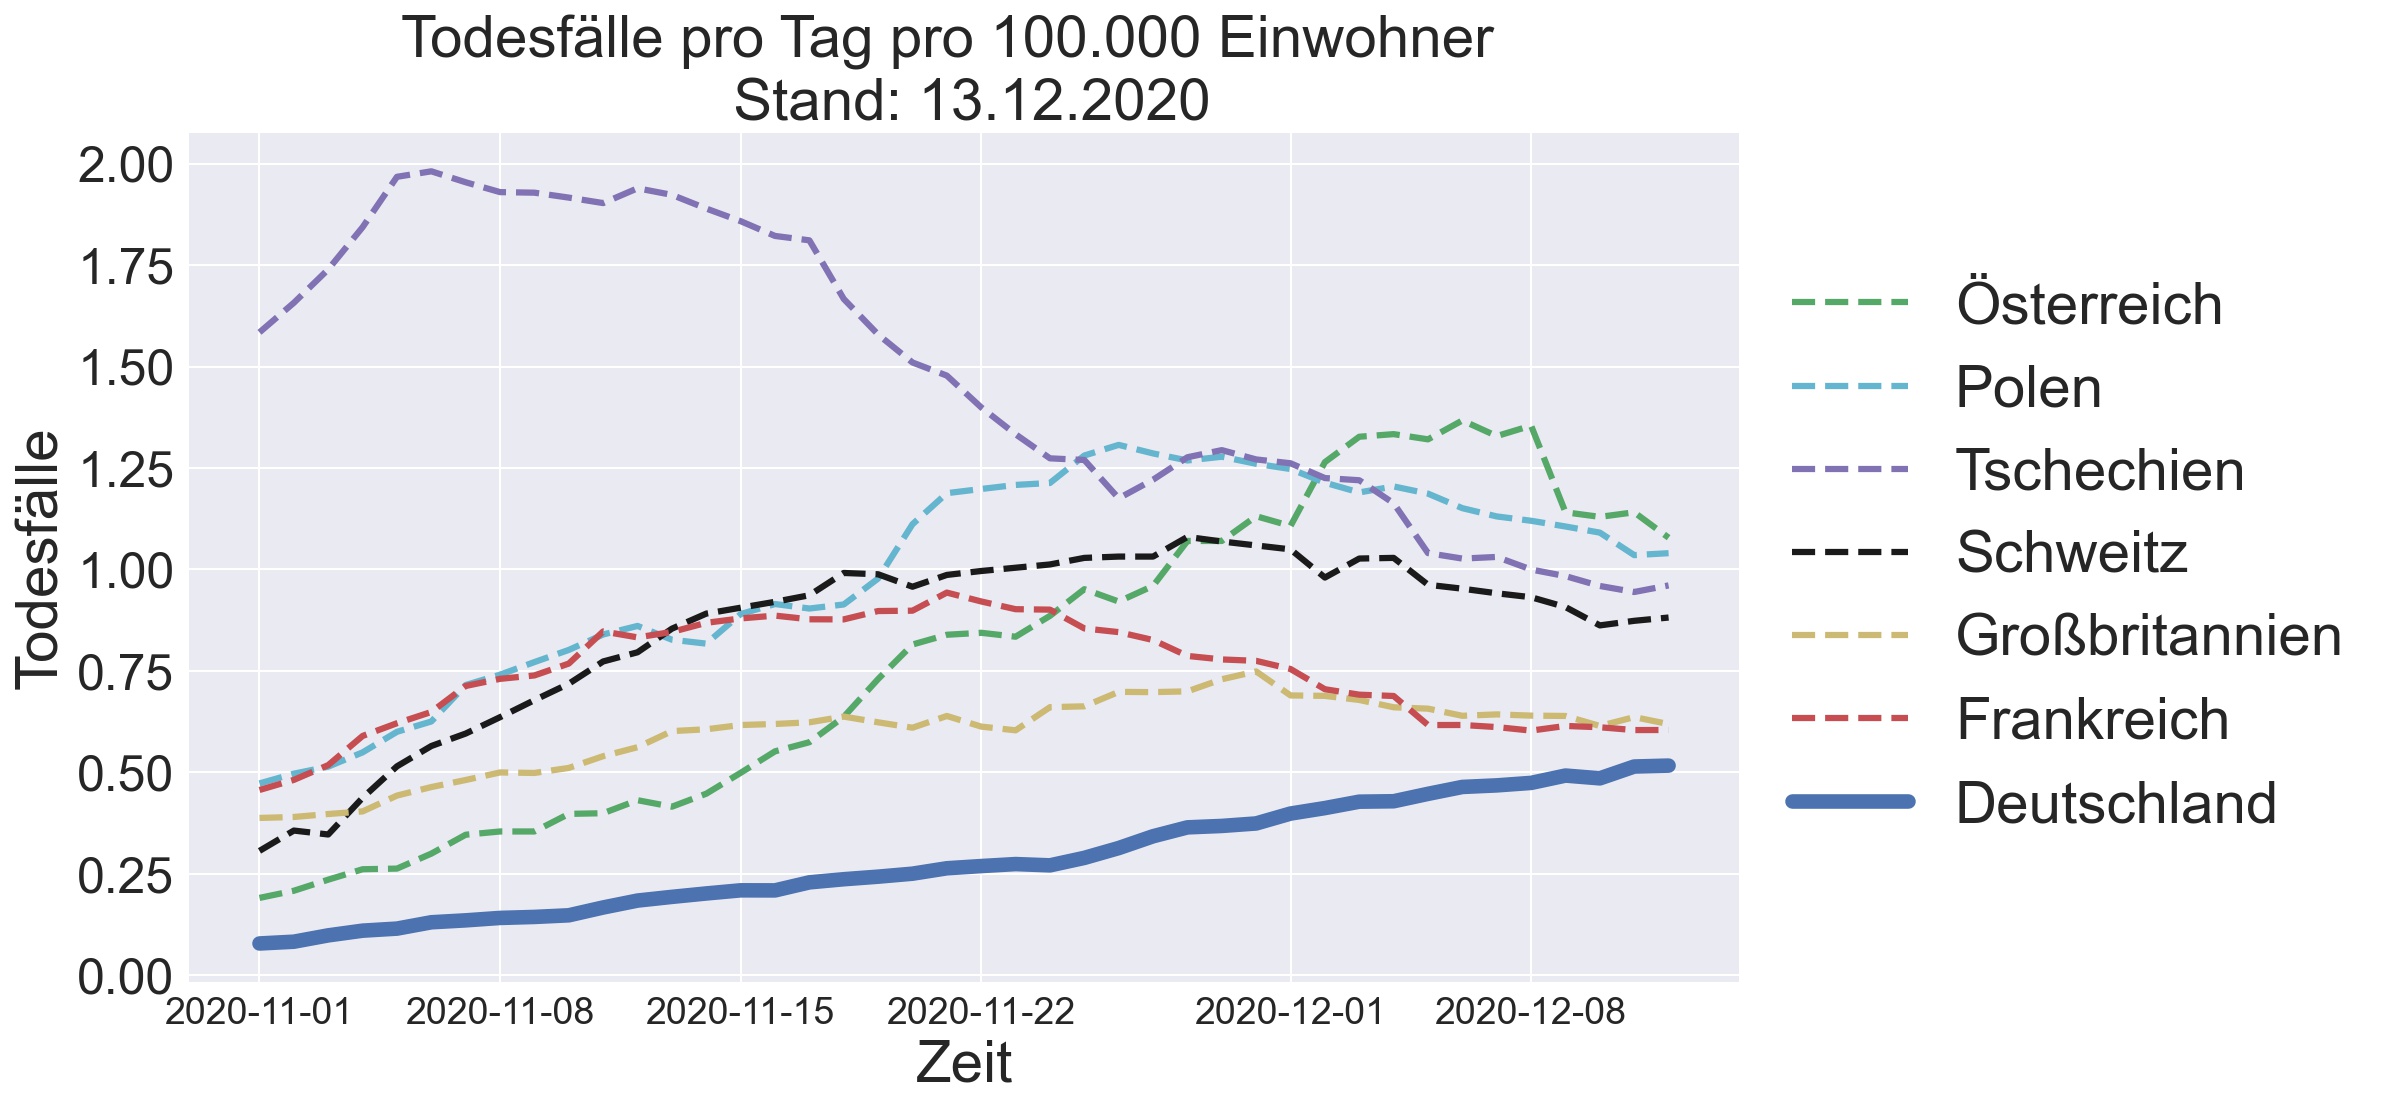 Todesfälle pro Tag pro 100.000 Einwohner
Stand: 13.12.2020
Todesfälle
2.00
1.75
1.50
1.25
1.00
0.75
0.50
0.25
0.00
2020-11-01
2020-11-08
2020-11-15
2020-11-22
2020-12-01
2020-12-08
Zeit
Österreich
Polen
Tschechien
Schweitz
Großbritannien
Frankreich
Deutschland